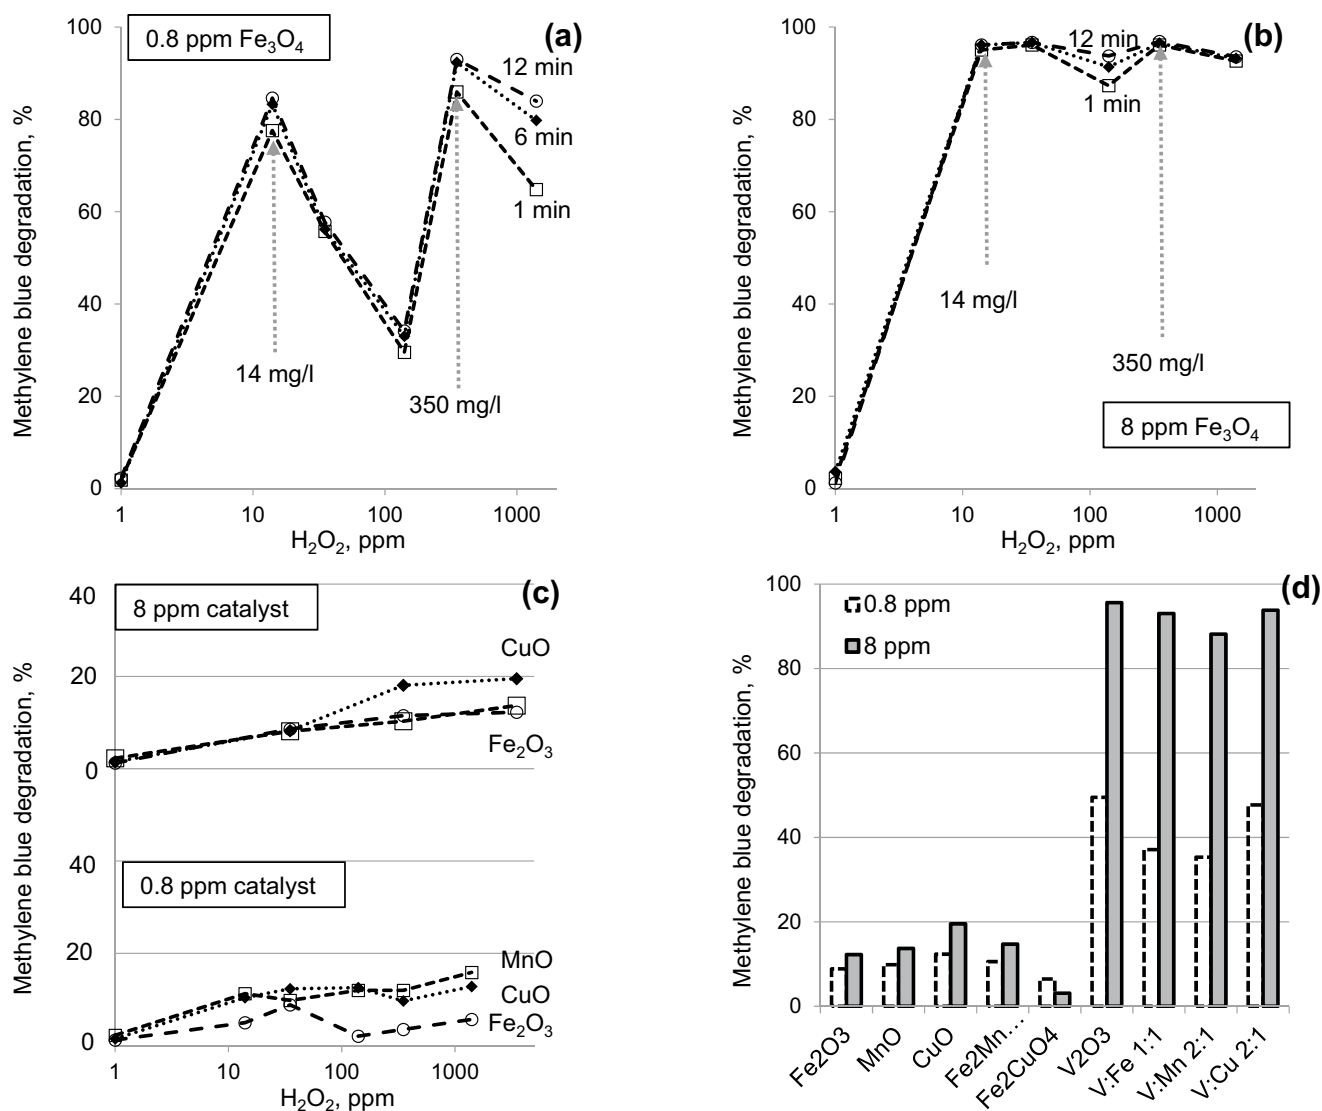 0.8 ppm Fe₃O₄
(a)
Methylene blue degradation, %
100
80
60
40
20
0
12 min
6 min
1 min
14 mg/l
350 mg/l
1
10
100
1000
H₂O₂, ppm
(b)
Methylene blue degradation, %
100
80
60
40
20
0
12 min
1 min
14 mg/l
350 mg/l
8 ppm Fe₃O₄
1
10
100
1000
H₂O₂, ppm
(c)
Methylene blue degradation, %
40
20
0
8 ppm catalyst
CuO
Fe₂O₃
40
20
0
0.8 ppm catalyst
MnO
CuO
Fe₂O₃
1
10
100
1000
H₂O₂, ppm
(d)
Methylene blue degradation, %
100
80
60
40
20
0
0.8 ppm
8 ppm
Fe2O3
MnO
CuO
Fe2Mn…
Fe2CuO4
V2O3
V:Fe 1:1
V:Mn 2:1
V:Cu 2:1